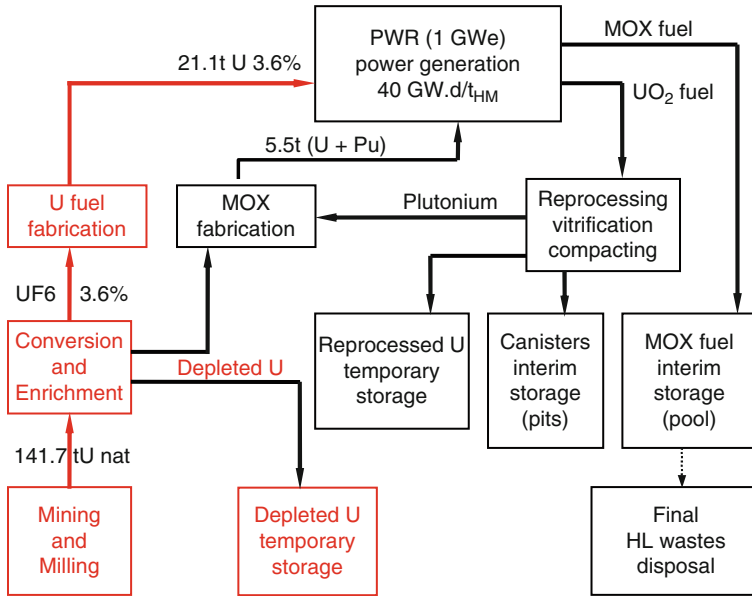 PWR (1 GWe)
power generation
40 GW.d/tHM
MOX fuel
21.1t U 3.6%
UO2 fuel
5.5t (U + Pu)
U fuel
fabrication
MOX
fabrication
Plutonium
Reprocessing
vitrification
compacting
UF6 3.6%
Conversion
and
Enrichment
Depleted U
Reprocessed U
temporary
storage
Canisters
interim
storage
(pits)
MOX fuel
interim
storage
(pool)
141.7 tU nat
Mining
and
Milling
Depleted U
temporary
storage
Final
HL wastes
disposal